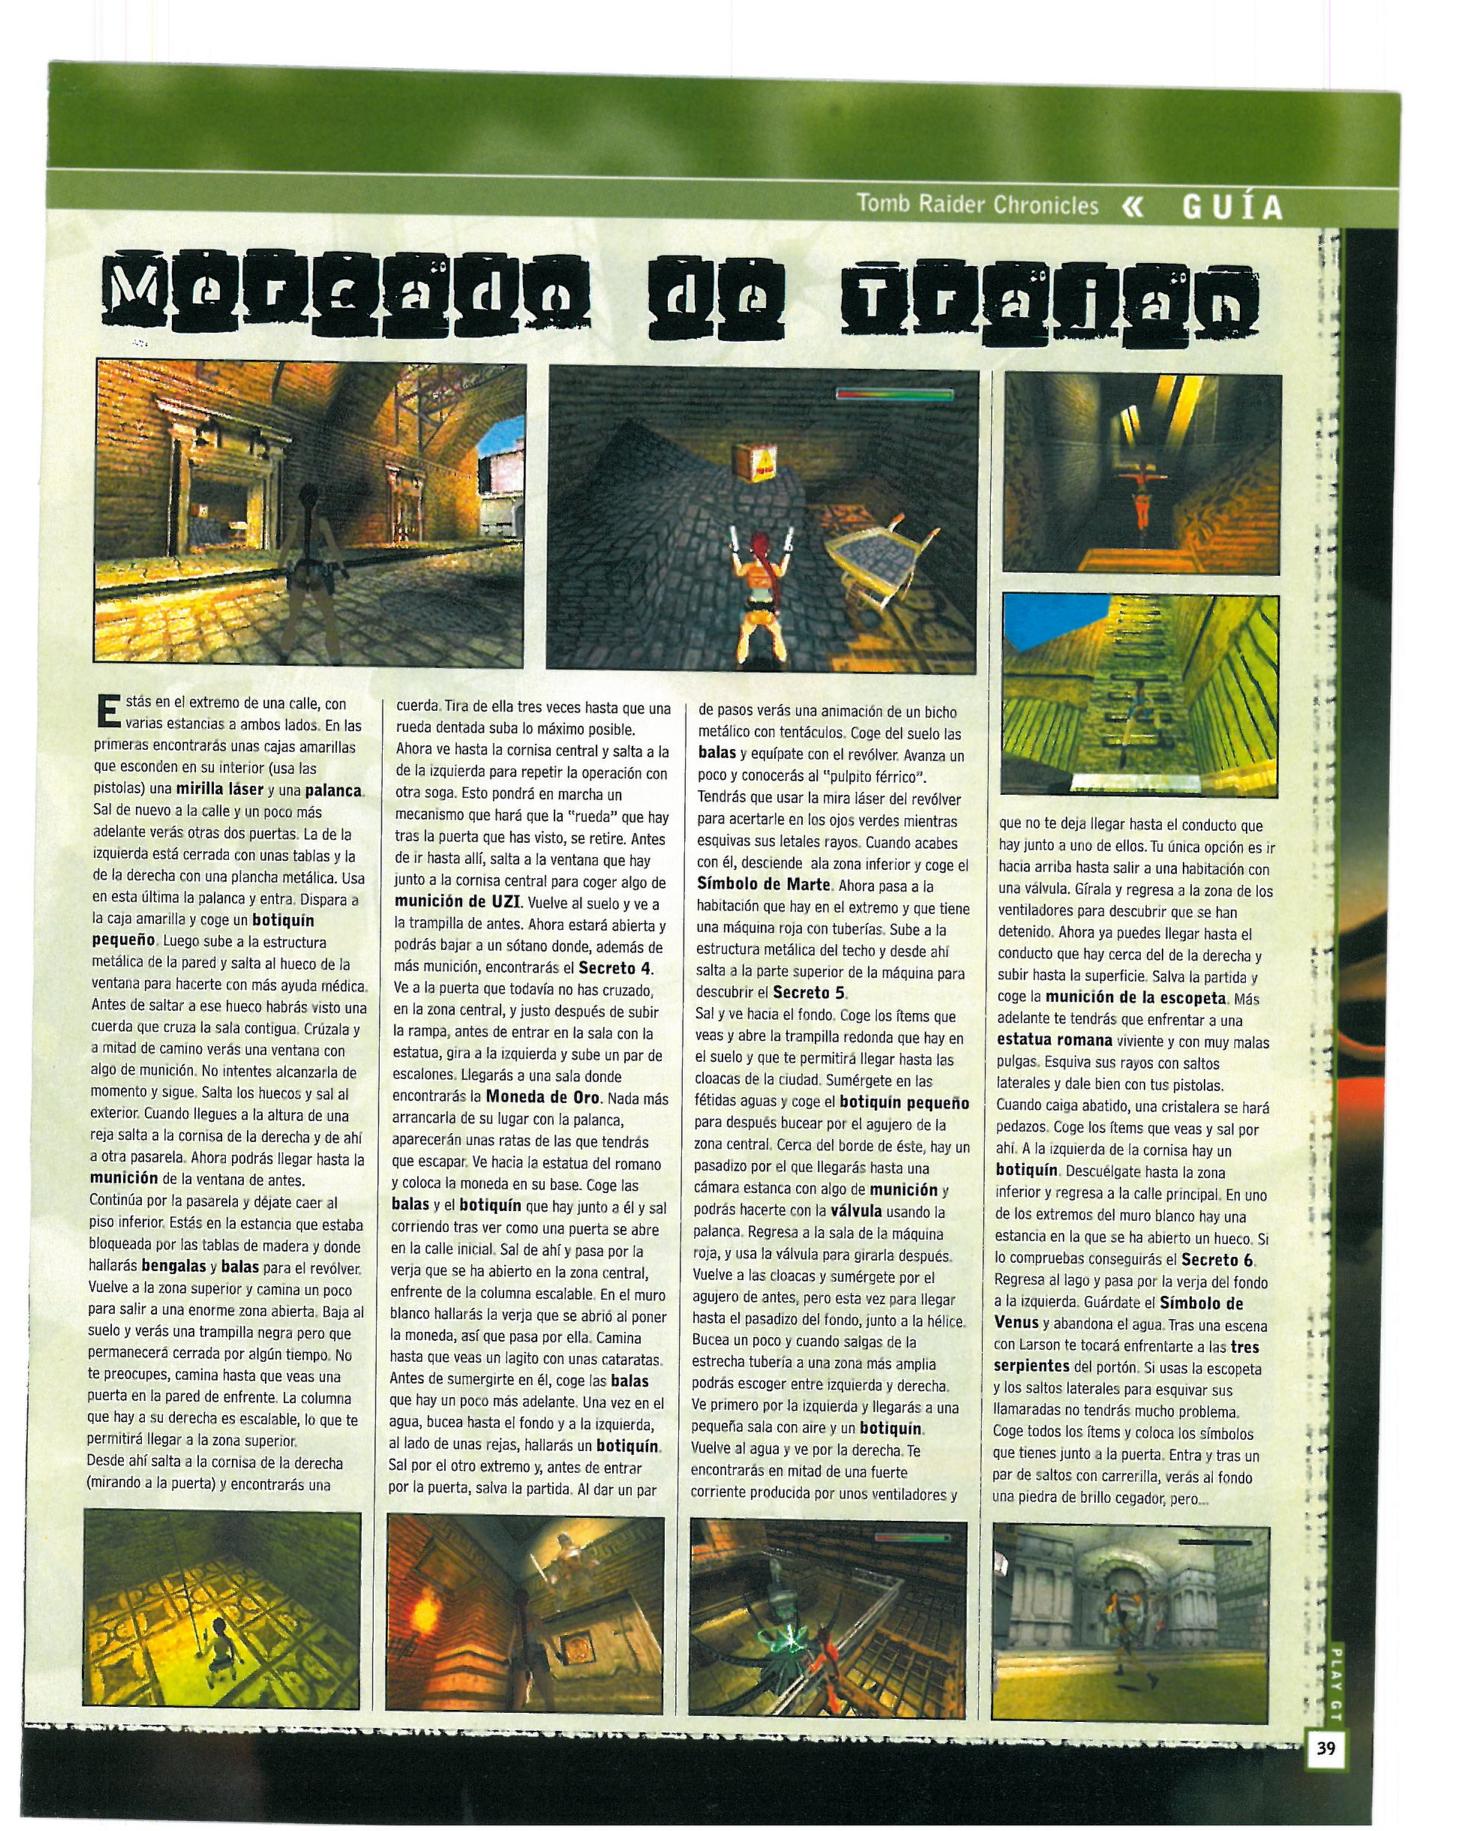 Tomb Raider Chronicles « GUÍA
Mercado de Trajan
Estás en el extremo de una calle, con
varias estancias a ambos lados. En las
primeras encontrarás unas cajas amarillas
que esconden en su interior (usa las
pistolas) una mirilla láser y una palanca.
Sal de nuevo a la calle y un poco más
adelante verás otras dos puertas. La de la
izquierda está cerrada con unas tablas y la
de la derecha con una plancha metálica. Usa
en esta última la palanca y entra. Dispara a
la caja amarilla y coge un botiquín
pequeño. Luego sube a la estructura
metálica de la pared y salta al hueco de la
ventana para hacerte con más ayuda médica.
Antes de saltar a ese hueco habrás visto una
cuerda que cruza la sala contigua. Crúzala y
a mitad de camino verás una ventana con
algo de munición. No intentes alcanzarla de
momento y sigue. Salta los huecos y sal al
exterior. Cuando llegues a la altura de una
reja salta a la cornisa de la derecha y de ahí
a otra pasarela. Ahora podrás llegar hasta la
munición de la ventana de antes.
Continúa por la pasarela y déjate caer al
piso inferior. Estás en la estancia que estaba
bloqueada por las tablas de madera y donde
hallarás bengalas y balas para el revólver.
Vuelve a la zona superior y camina un poco
para salir a una enorme zona abierta. Baja al
suelo y verás una trampilla negra pero que
permanecerá cerrada por algún tiempo. No
te preocupes, camina hasta que veas una
puerta en la pared de enfrente. La columna
que hay a su derecha es escalable, lo que te
permitirá llegar a la zona superior.
Desde ahí salta a la cornisa de la derecha
(mirando a la puerta) y encontrarás una
cuerda. Tira de ella tres veces hasta que una
rueda dentada suba lo máximo posible.
Ahora ve hasta la cornisa central y salta a la
de la izquierda para repetir la operación con
otra soga. Esto pondrá en marcha un
mecanismo que hará que la "rueda" que hay
tras la puerta que has visto, se retire. Antes
de ir hasta allí, salta a la ventana que hay
junto a la cornisa central para coger algo de
munición de UZI. Vuelve al suelo y ve a
la trampilla de antes. Ahora estará abierta y
podrás bajar a un sótano donde, además de
más munición, encontrarás el Secreto 4.
Ve a la puerta que todavía no has cruzado,
en la zona central, y justo después de subir
la rampa, antes de entrar en la sala con la
estatua, gira a la izquierda y sube un par de
escalones. Llegarás a una sala donde
encontrarás la Moneda de Oro. Nada más
arrancarla de su lugar con la palanca,
aparecerán unas ratas de las que tendrás
que escapar. Ve hacia la estatua del romano
y coloca la moneda en su base. Coge las
balas y el botiquín que hay junto a él y sal
corriendo tras ver como una puerta se abre
en la calle inicial. Sal de ahí y pasa por la
verja que se ha abierto en la zona central,
enfrente de la columna escalable. En el muro
blanco hallarás la verja que se abrió al poner
la moneda, así que pasa por ella. Camina
hasta que veas un lagito con unas cataratas.
Antes de sumergirte en él, coge las balas
que hay un poco más adelante. Una vez en el
agua, bucea hasta el fondo y a la izquierda,
al lado de unas rejas, hallarás un botiquín.
Sal por el otro extremo y, antes de entrar
por la puerta, salva la partida. Al dar un par
de pasos verás una animación de un bicho
metálico con tentáculos. Coge del suelo las
balas y equípate con el revólver. Avanza un
poco y conocerás al "pulpito férrico".
Tendrás que usar la mira láser del revólver
para acertarle en los ojos verdes mientras
esquivas sus letales rayos. Cuando acabes
con él, desciende ala zona inferior y coge el
Símbolo de Marte. Ahora pasa a la
habitación que hay en el extremo y que tiene
una máquina roja con tuberías. Sube a la
estructura metálica del techo y desde ahí
salta a la parte superior de la máquina para
descubrir el Secreto 5.
Sal y ve hacia el fondo. Coge los ítems que
veas y abre la trampilla redonda que hay en
el suelo y que te permitirá llegar hasta las
cloacas de la ciudad. Sumérgete en las
fétidas aguas y coge el botiquín pequeño
para después bucear por el agujero de la
zona central. Cerca del borde de éste, hay un
pasadizo por el que llegarás hasta una
cámara estanca con algo de munición y
podrás hacerte con la válvula usando la
palanca. Regresa a la sala de la máquina
roja, y usa la válvula para girarla después.
Vuelve a las cloacas y sumérgete por el
agujero de antes, pero esta vez para llegar
hasta el pasadizo del fondo, junto a la hélice.
Bucea un poco y cuando salgas de la
estrecha tubería a una zona más amplia
podrás escoger entre izquierda y derecha.
Ve primero por la izquierda y llegarás a una
pequeña sala con aire y un botiquín.
Vuelve al agua y ve por la derecha. Te
encontrarás en mitad de una fuerte
corriente producida por unos ventiladores y
que no te deja llegar hasta el conducto que
hay junto a uno de ellos. Tu única opción es ir
hacia arriba hasta salir a una habitación con
una válvula. Gírala y regresa a la zona de los
ventiladores para descubrir que se han
detenido. Ahora ya puedes llegar hasta el
conducto que hay cerca del de la derecha y
subir hasta la superficie. Salva la partida y
coge la munición de la escopeta. Más
adelante te tendrás que enfrentar a una
estatua romana viviente y con muy malas
pulgas. Esquiva sus rayos con saltos
laterales y dale bien con tus pistolas.
Cuando caiga abatido, una cristalera se hará
pedazos. Coge los ítems que veas y sal por
ahí. A la izquierda de la cornisa hay un
botiquín. Descuélgate hasta la zona
inferior y regresa a la calle principal. En uno
de los extremos del muro blanco hay una
estancia en la que se ha abierto un hueco. Si
lo compruebas conseguirás el Secreto 6.
Regresa al lago y pasa por la verja del fondo
a la izquierda. Guárdate el Símbolo de
Venus y abandona el agua. Tras una escena
con Larson te tocará enfrentarte a las tres
serpientes del portón. Si usas la escopeta
y los saltos laterales para esquivar sus
llamaradas no tendrás mucho problema.
Coge todos los ítems y coloca los símbolos
que tienes junto a la puerta. Entra y tras un
par de saltos con carrerilla, verás al fondo
una piedra de brillo cegador, pero...
PLAY GT
39